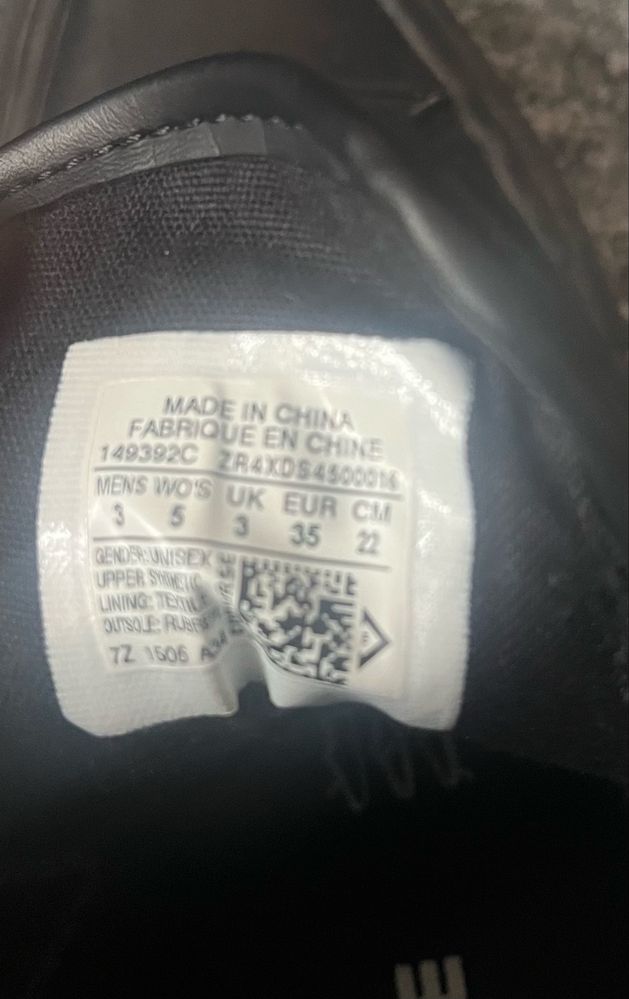 MADE IN CHINA
FABRIQUE EN CHINE
149392C ZR4XDS4500016
MENS WO'S UK EUR CM
3 5 3 35 22
GENDER: UNISEX
UPPER SYNTHETIC
LINING: TEXTILE
OUTSOLE: RUBBER
7Z 1506